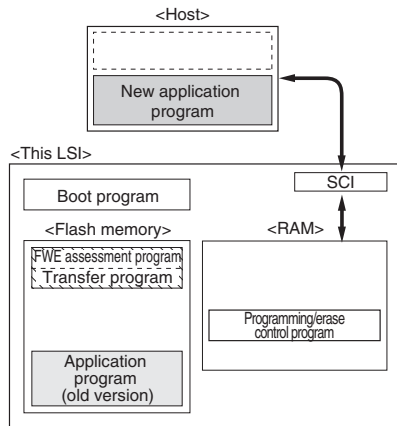 <Host>
New application
program
<This LSI>
SCI
Boot program
<Flash memory>
<RAM>
FWE assessment program
Transfer program
Programming/erase
control program
Application
program
(old version)